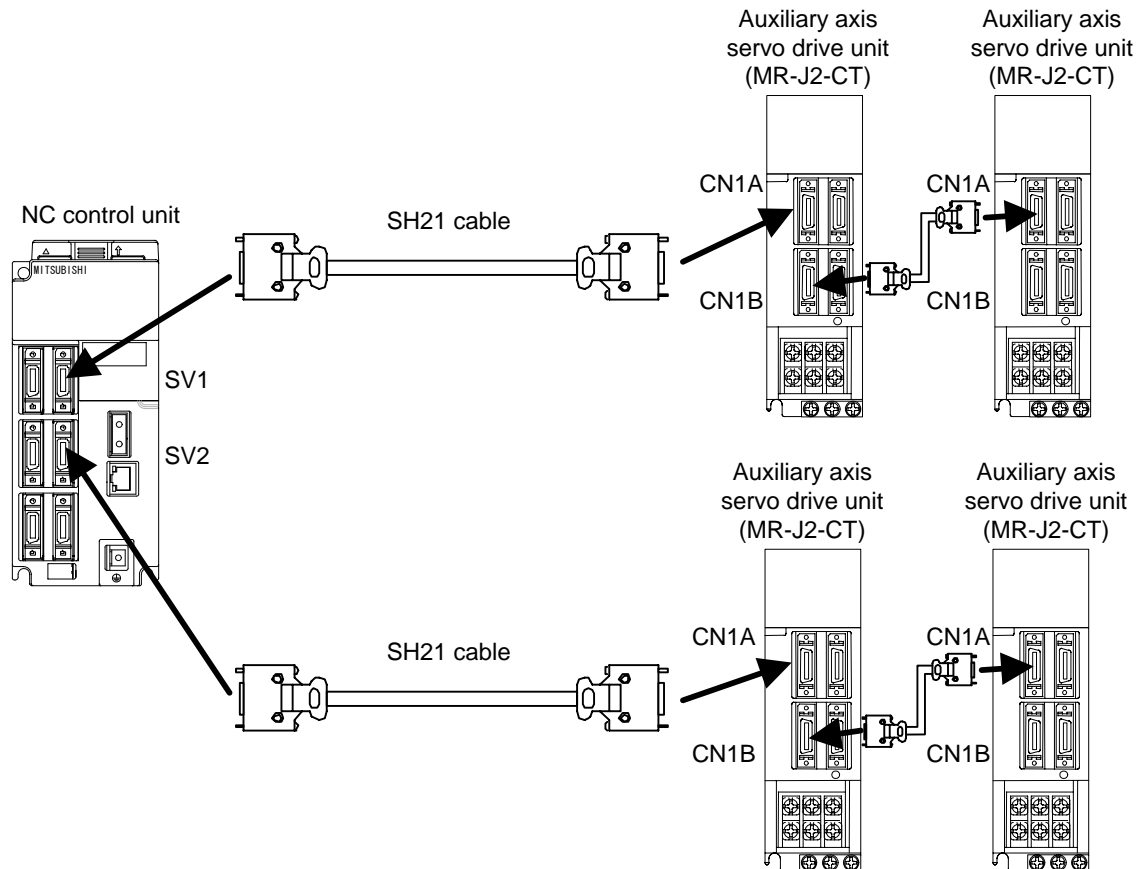 Auxiliary axis
servo drive unit
(MR-J2-CT)
Auxiliary axis
servo drive unit
(MR-J2-CT)
CN1A
CN1A
NC control unit
SH21 cable
MITSUBISHI
CN1B
CN1B
SV1
SV2
Auxiliary axis
servo drive unit
(MR-J2-CT)
Auxiliary axis
servo drive unit
(MR-J2-CT)
CN1A
CN1A
SH21 cable
CN1B
CN1B